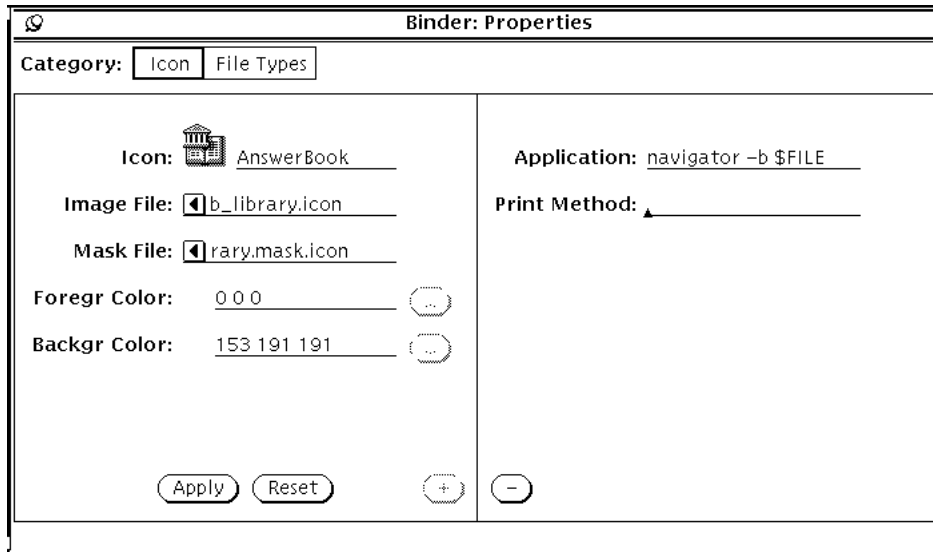 Binder: Properties
Category: Icon File Types
Icon: AnswerBook
Image File: b_library.icon
Mask File: rary.mask.icon
Foregr Color: 0 0 0 ...
Backgr Color: 153 191 191 ...
Apply Reset +
Application: navigator –b $FILE
Print Method:
–